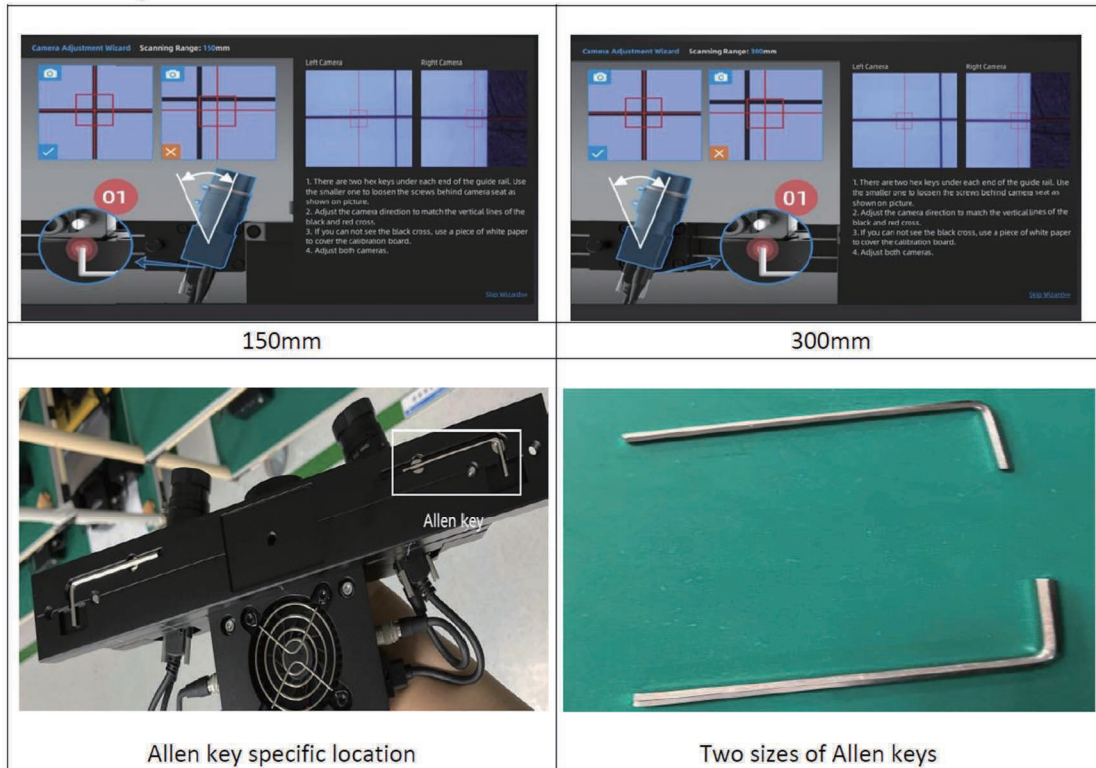 Camera Adjustment Wizard Scanning Range: 150mm
Left Camera Right Camera
01
1. There are two hex keys under each end of the guide rail. Use
the smaller one to loosen the screws behind camera seat as
shown on picture.
2. Adjust the camera direction to match the vertical lines of the
black and red cross.
3. If you can not see the black cross, use a piece of white paper
to cover the calibration board.
4. Adjust both cameras.
Skip Wizard>>
Camera Adjustment Wizard Scanning Range: 300mm
Left Camera Right Camera
01
1. There are two hex keys under each end of the guide rail. Use
the smaller one to loosen the screws behind camera seat as
shown on picture.
2. Adjust the camera direction to match the vertical lines of the
black and red cross.
3. If you can not see the black cross, use a piece of white paper
to cover the calibration board.
4. Adjust both cameras.
Skip Wizard>>
150mm
300mm
Allen key
Allen key specific location
Two sizes of Allen keys